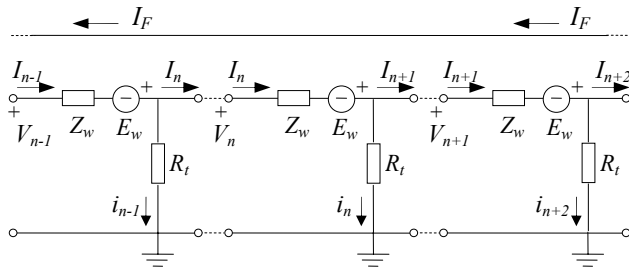 I_F I_F
I_{n-1} I_n I_n I_{n+1} I_{n+1} I_{n+2}
+ − + + − + + − +
V_{n-1} Z_w E_w V_n Z_w E_w V_{n+1} Z_w E_w
R_t R_t R_t
i_{n-1} i_n i_{n+2}